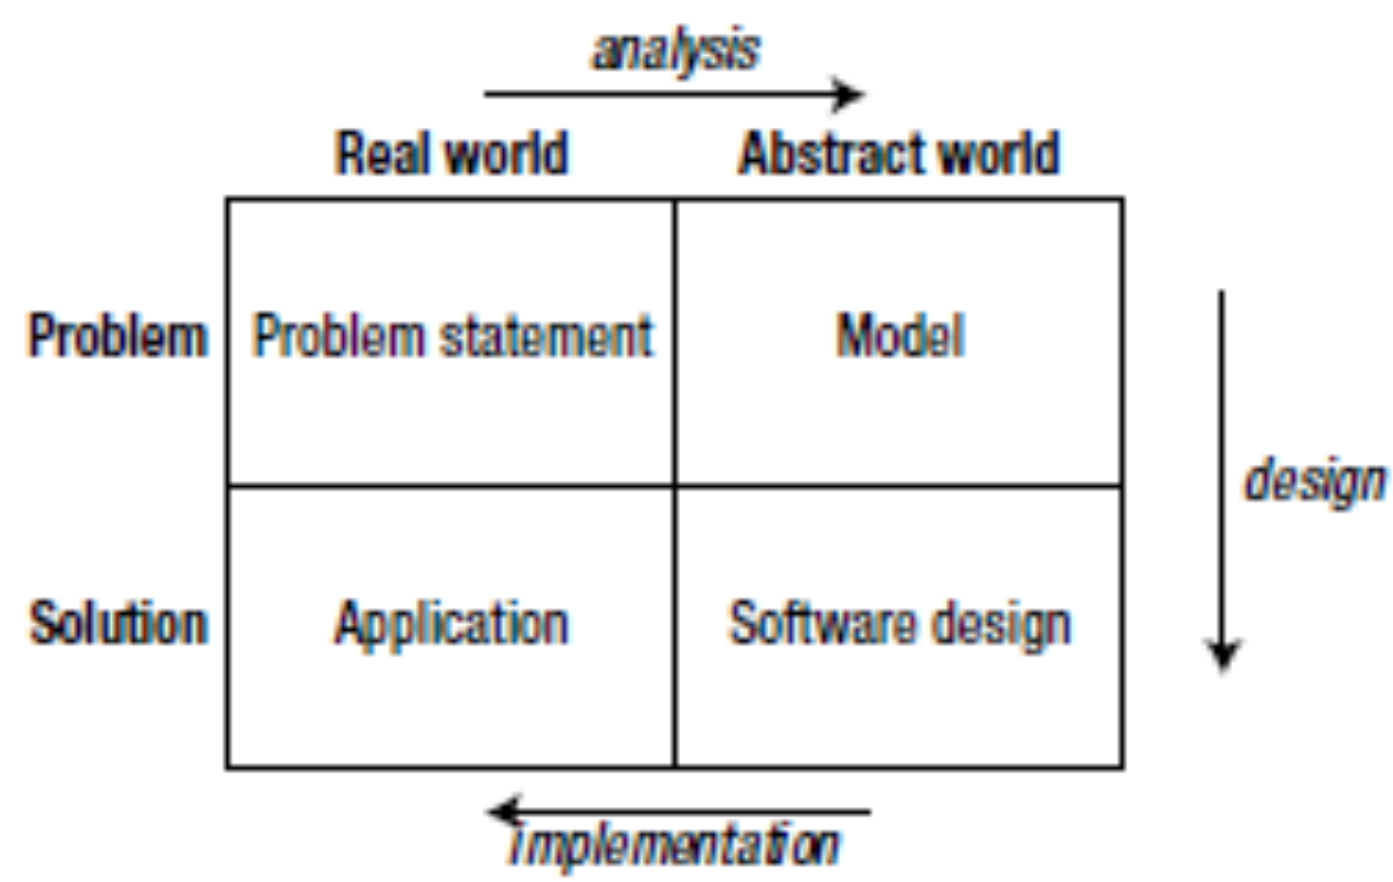 analysis
Real world Abstract world
Problem Problem statement Model
design
Solution Application Software design
implementation